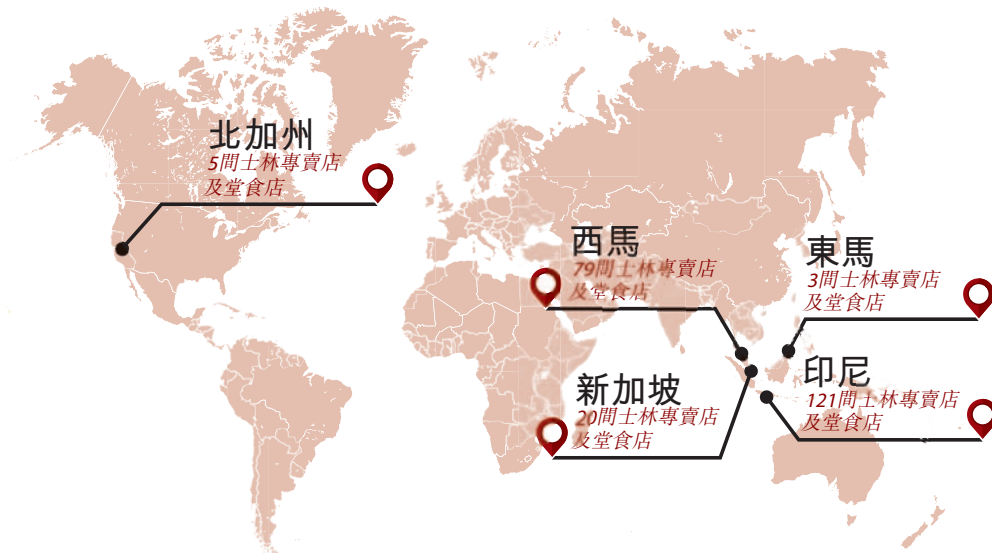 北加州
5間士林專賣店
及堂食店
西馬
79間士林專賣店
及堂食店
東馬
3間士林專賣店
及堂食店
新加坡
20間士林專賣店
及堂食店
印尼
121間士林專賣店
及堂食店